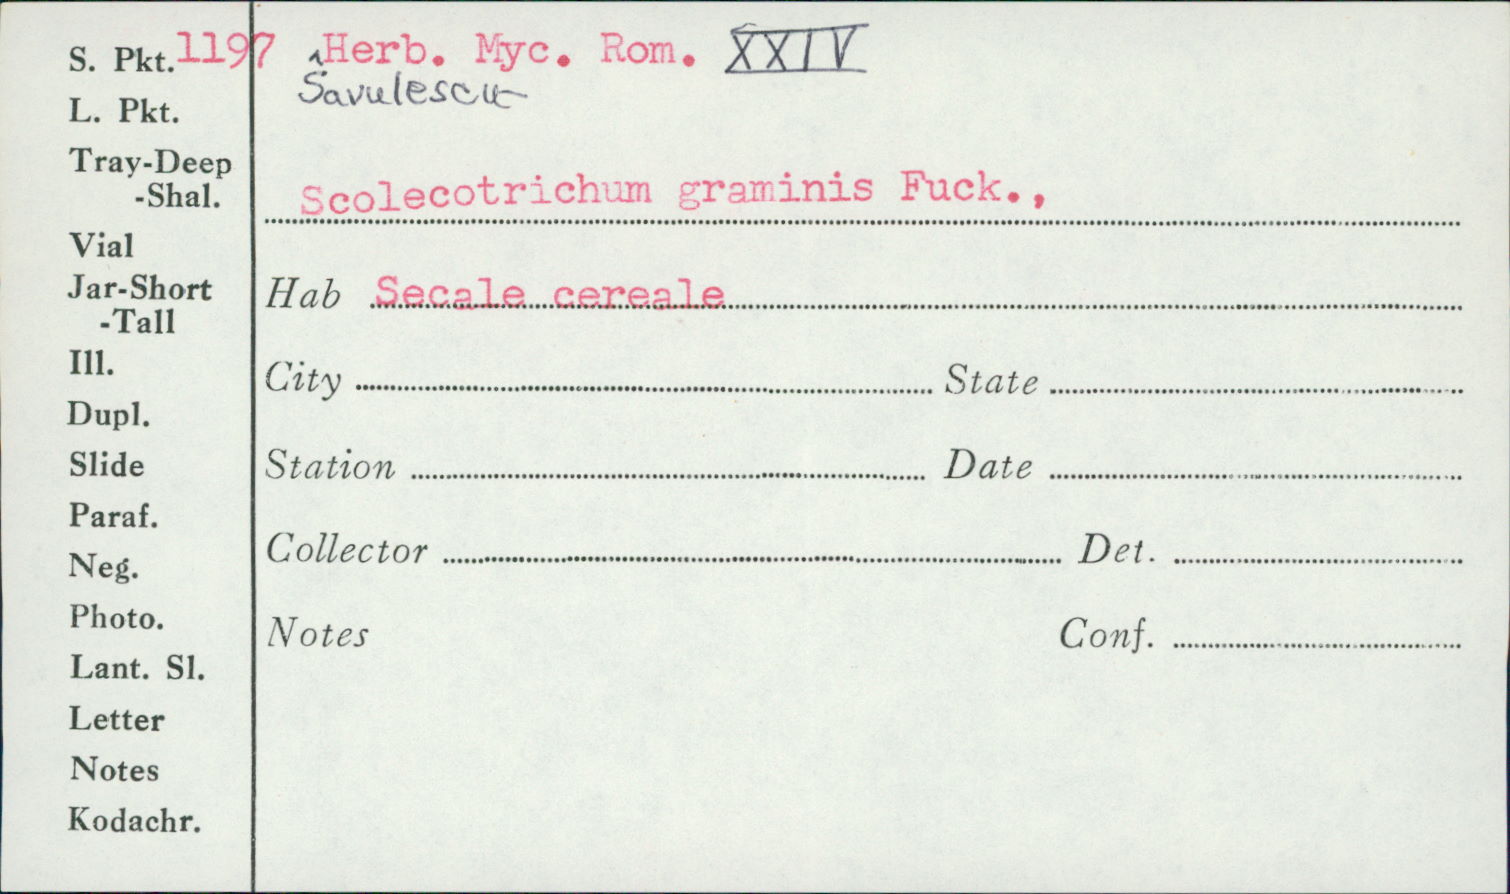 S. Pkt. 1197 ^Herb. Myc. Rom. XXIV
Savulescu
L. Pkt.
Tray-Deep
-Shal.
Scolecotrichum graminis Fuck.,
Vial
Jar-Short
-Tall
Hab Secale cereale
Ill.
City State
Dupl.
Slide
Station Date
Paraf.
Neg.
Collector Det.
Photo.
Notes Conf.
Lant. Sl.
Letter
Notes
Kodachr.